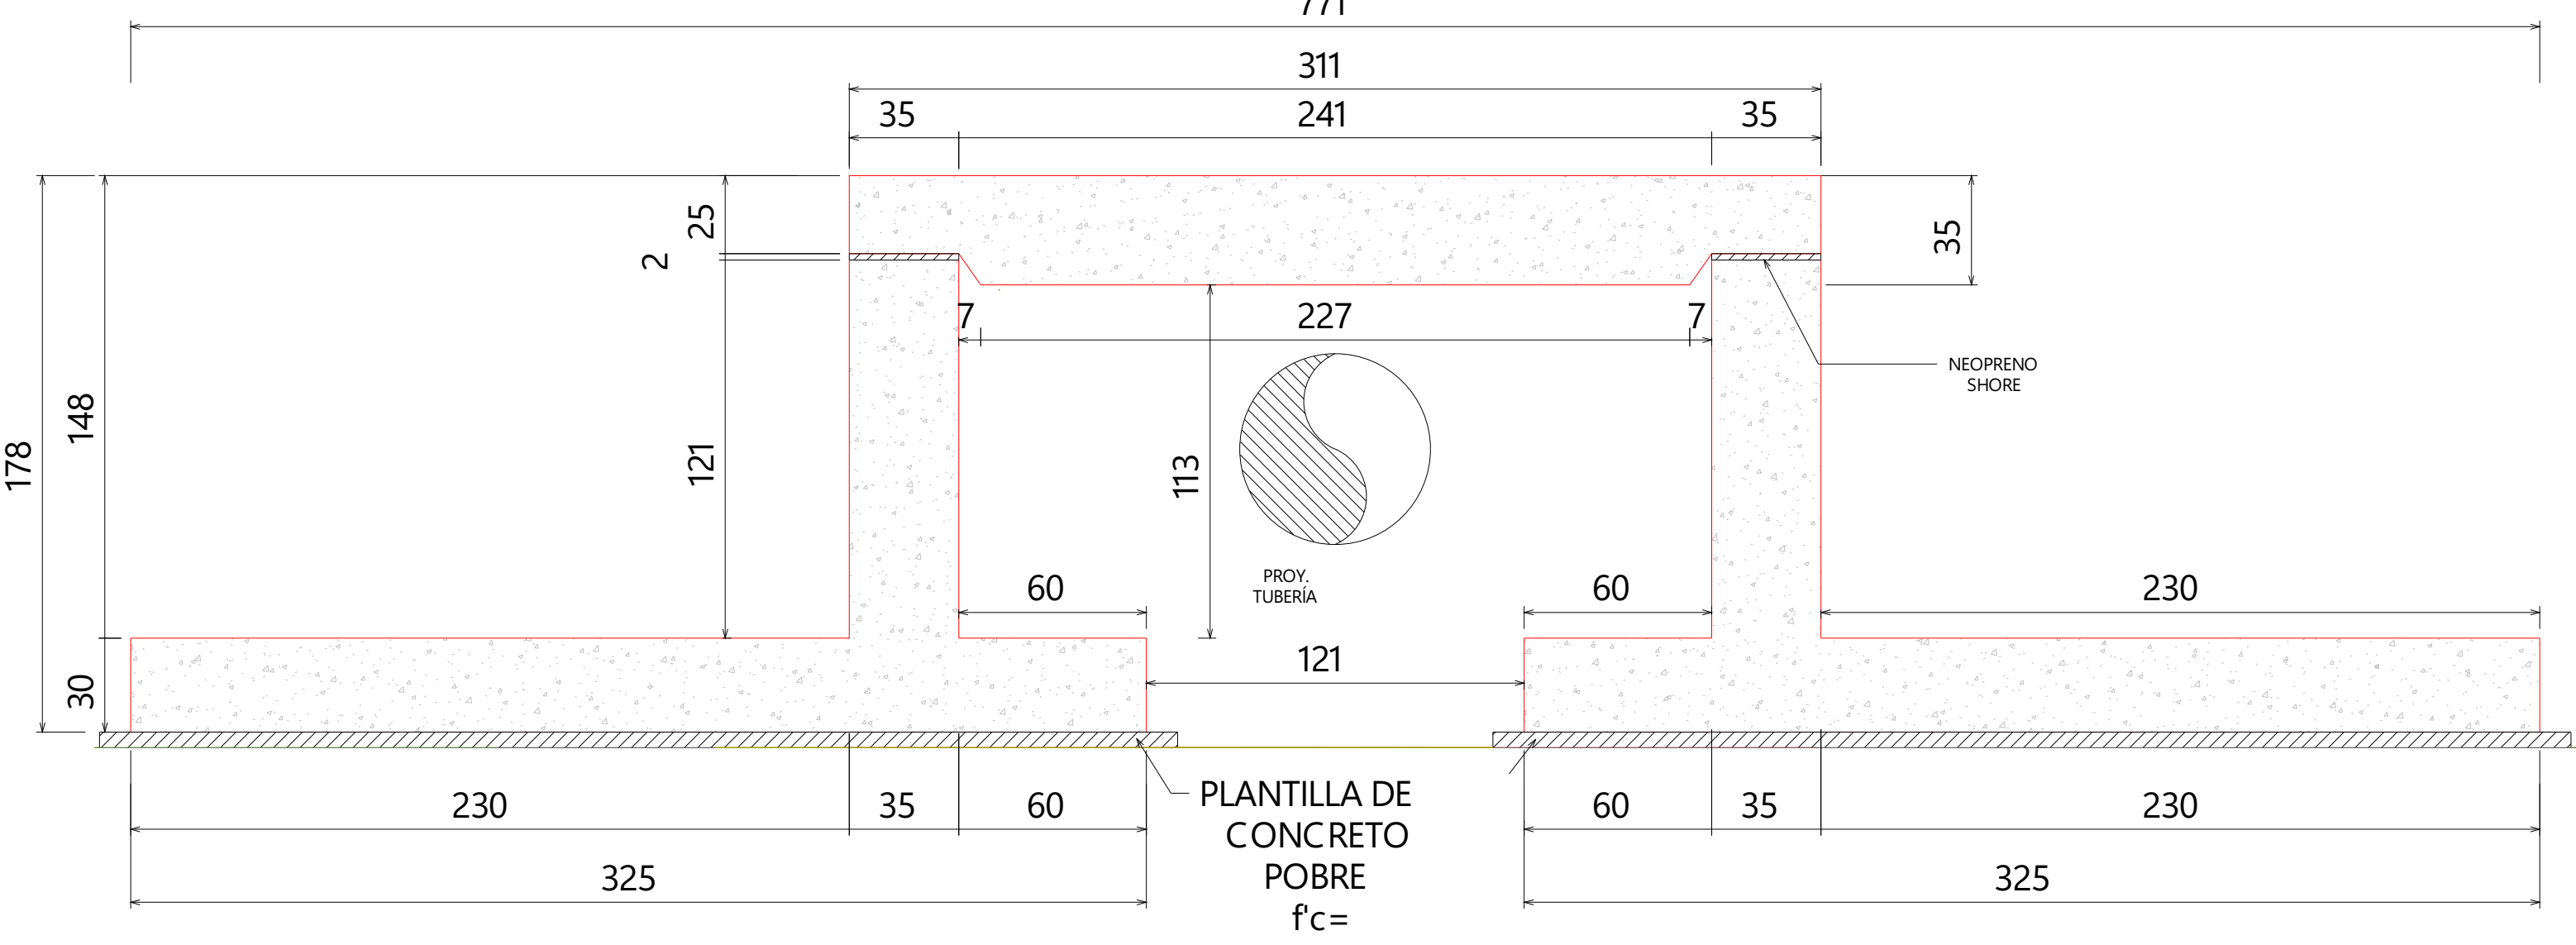 771
311
35 241 35
25
2
35
7 227 7
NEOPRENO
SHORE
148
178
121
113
PROY.
TUBERÍA
60 60 230
121
30
PLANTILLA DE
CONCRETO
POBRE
f'c=
230 35 60 60 35 230
325 325